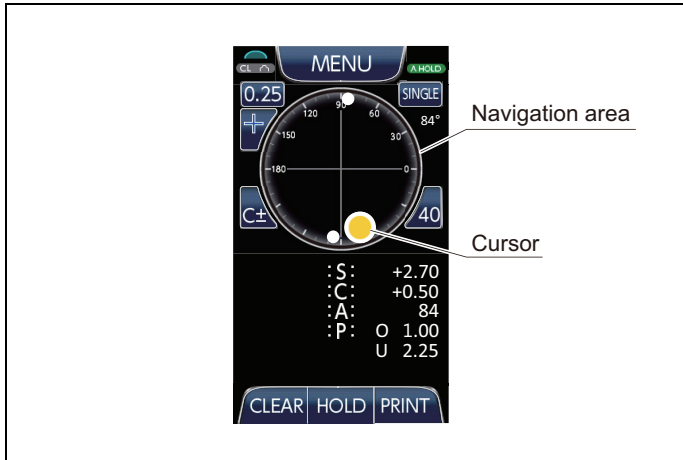 MENU
CL
A HOLD
0.25
SINGLE
84°
120
90
60
150
30
180
0
C±
40
Navigation area
Cursor
:S: +2.70
:C: +0.50
:A: 84
:P: O 1.00
U 2.25
CLEAR HOLD PRINT